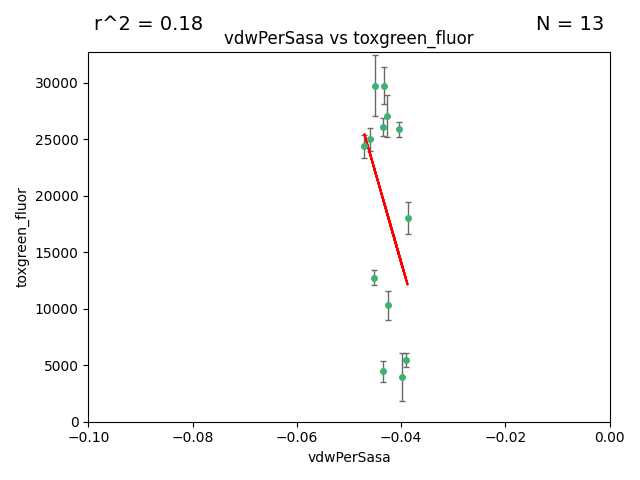 r^2 = 0.18
N = 13
vdwPerSasa vs toxgreen_fluor
30000
25000
20000
15000
10000
5000
0
toxgreen_fluor
−0.10
−0.08
−0.06
−0.04
−0.02
0.00
vdwPerSasa